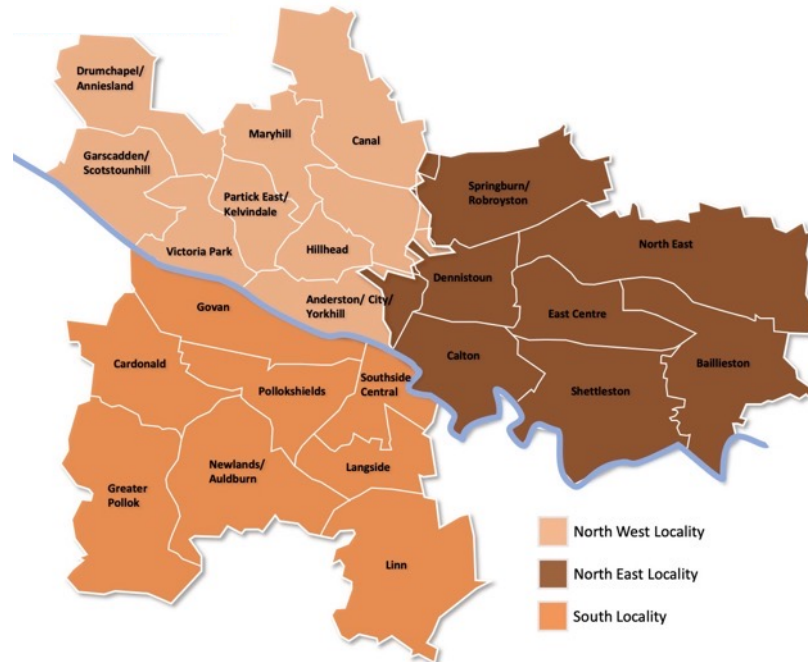 Drumchapel/
Anniesland
Maryhill
Canal
Garscadden/
Scotstounhill
Partick East/
Kelvindale
Springburn/
Robroyston
Victoria Park
Hillhead
North East
Dennistoun
Anderston/ City/
Yorkhill
Govan
East Centre
Calton
Baillieston
Cardonald
Pollokshields
Southside
Central
Shettleston
Newlands/
Auldburn
Langside
Greater
Pollok
Linn
North West Locality
North East Locality
South Locality